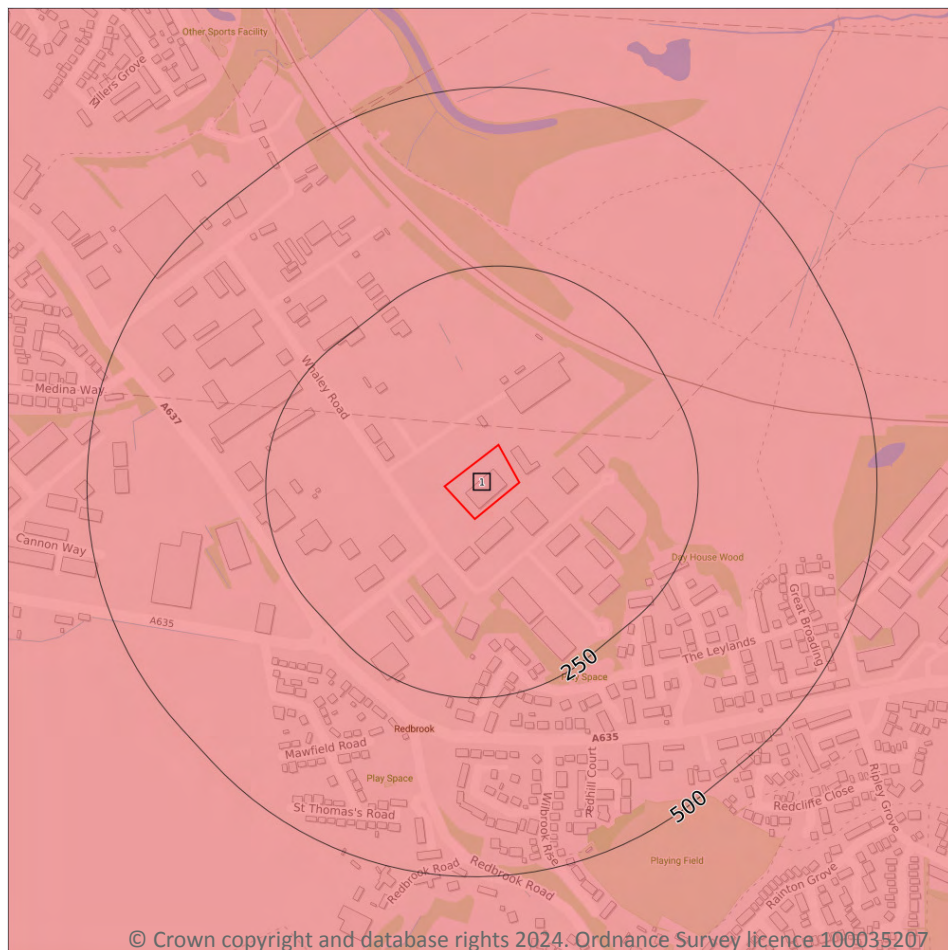 Other Sports Facility
Zillers Grove
Whaley Road
Medina Way
A637
1
Cannon Way
Day House Wood
Great Broading
A635
The Leylands
250
Play Space
Redbrook
A635
Mawfield Road
Play Space
Redhill Court
Ripley Grove
St Thomas's Road
500
Redcliffe Close
Wilbrook Rise
Playing Field
Redbrook Road
Redbrook Road
Rainton Grove
© Crown copyright and database rights 2024. Ordnance Survey licence 100035207